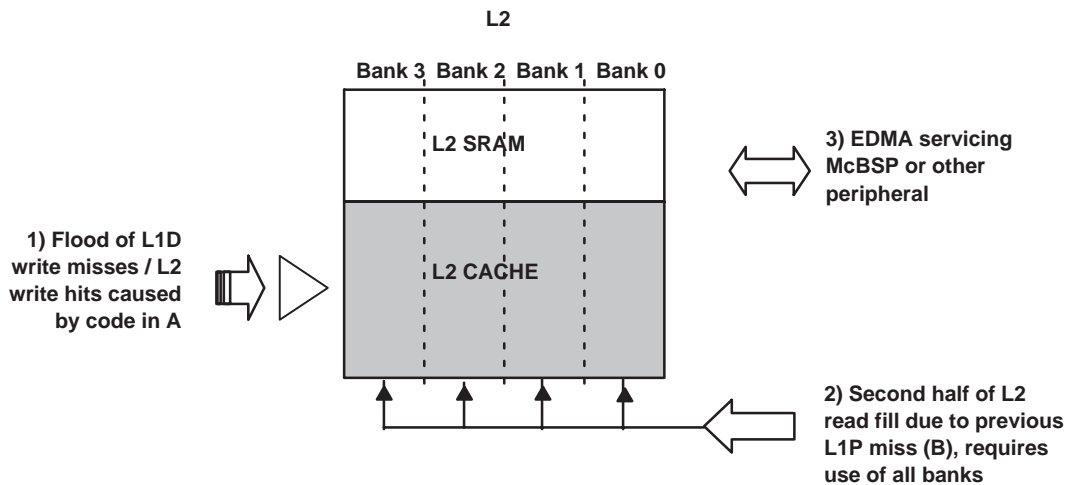 L2
Bank 3 Bank 2 Bank 1 Bank 0
L2 SRAM
3) EDMA servicing
McBSP or other
peripheral
1) Flood of L1D
write misses / L2
write hits caused
by code in A
L2 CACHE
2) Second half of L2
read fill due to previous
L1P miss (B), requires
use of all banks